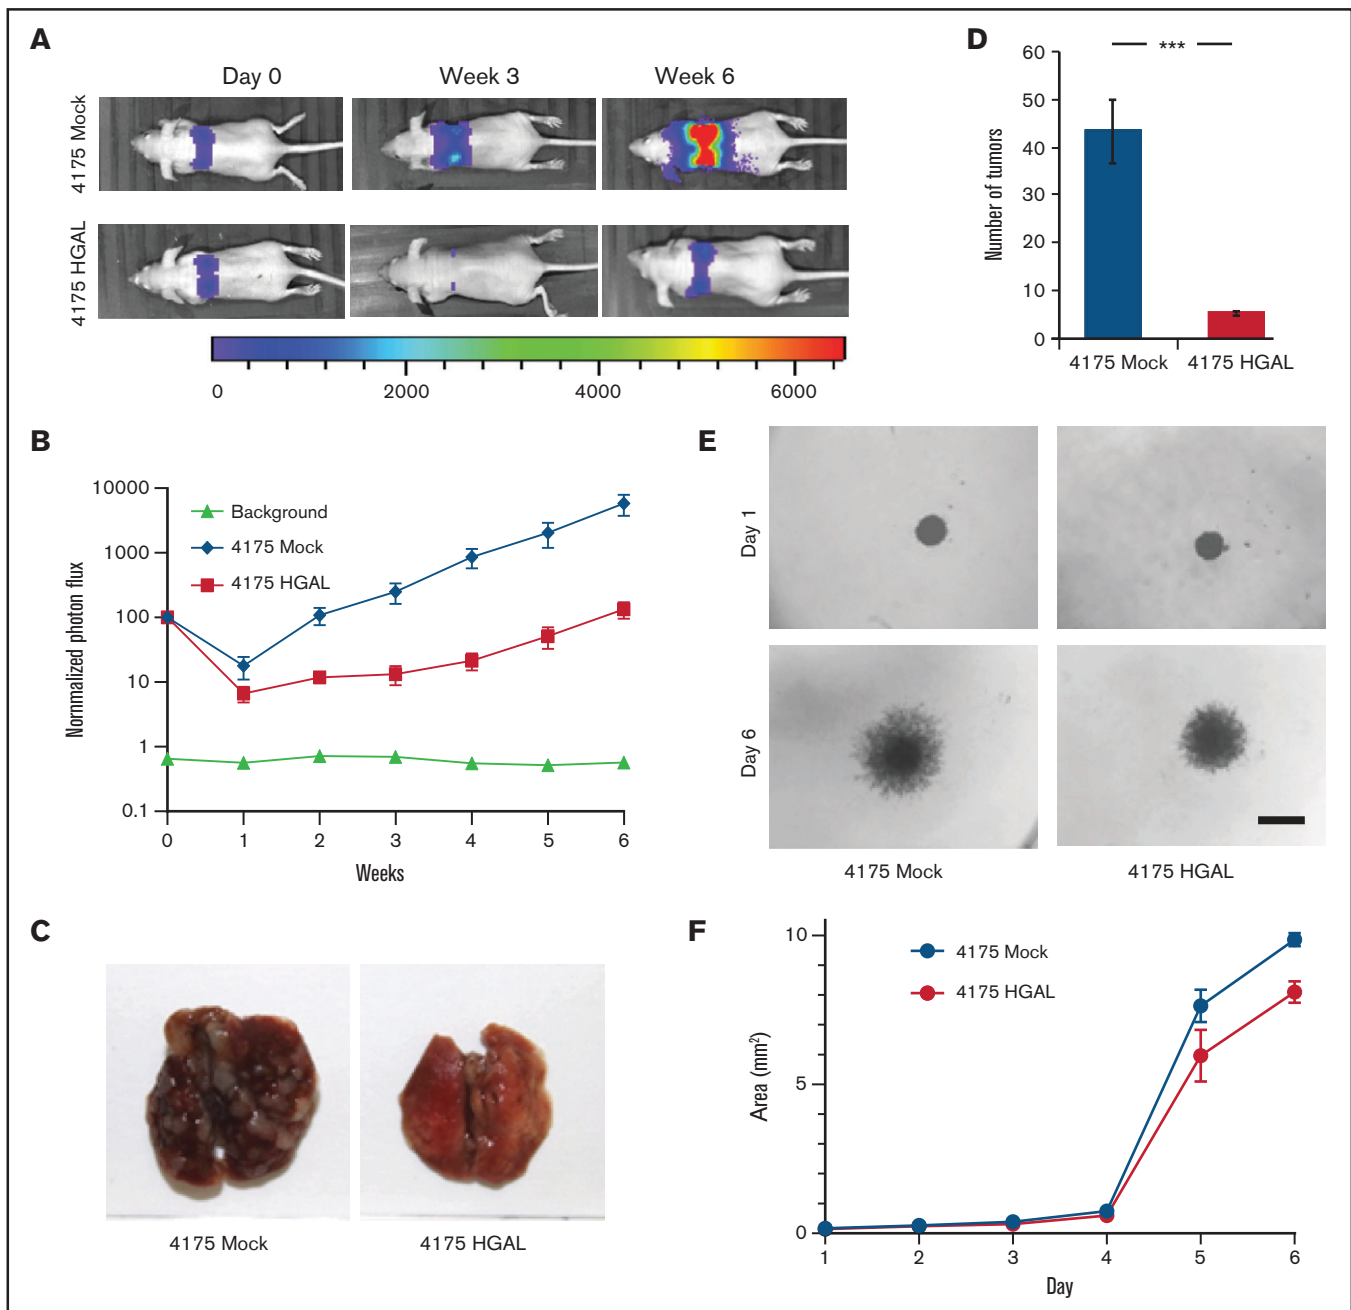 A
Day 0
Week 3
Week 6
4175 Mock
4175 HGAL
0
2000
4000
6000
B
10000
1000
100
10
1
0.1
Background
4175 Mock
4175 HGAL
Normalized photon flux
0 1 2 3 4 5 6
Weeks
C
4175 Mock
4175 HGAL
D
***
60
50
40
30
20
10
0
Number of tumors
4175 Mock
4175 HGAL
E
Day 1
Day 6
4175 Mock
4175 HGAL
F
10
5
0
4175 Mock
4175 HGAL
Area (mm²)
1 2 3 4 5 6
Day